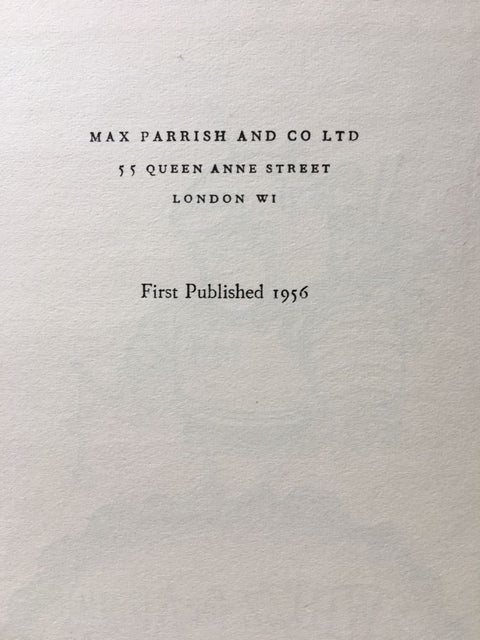 MAX PARRISH AND CO LTD
55 QUEEN ANNE STREET
LONDON WI
First Published 1956